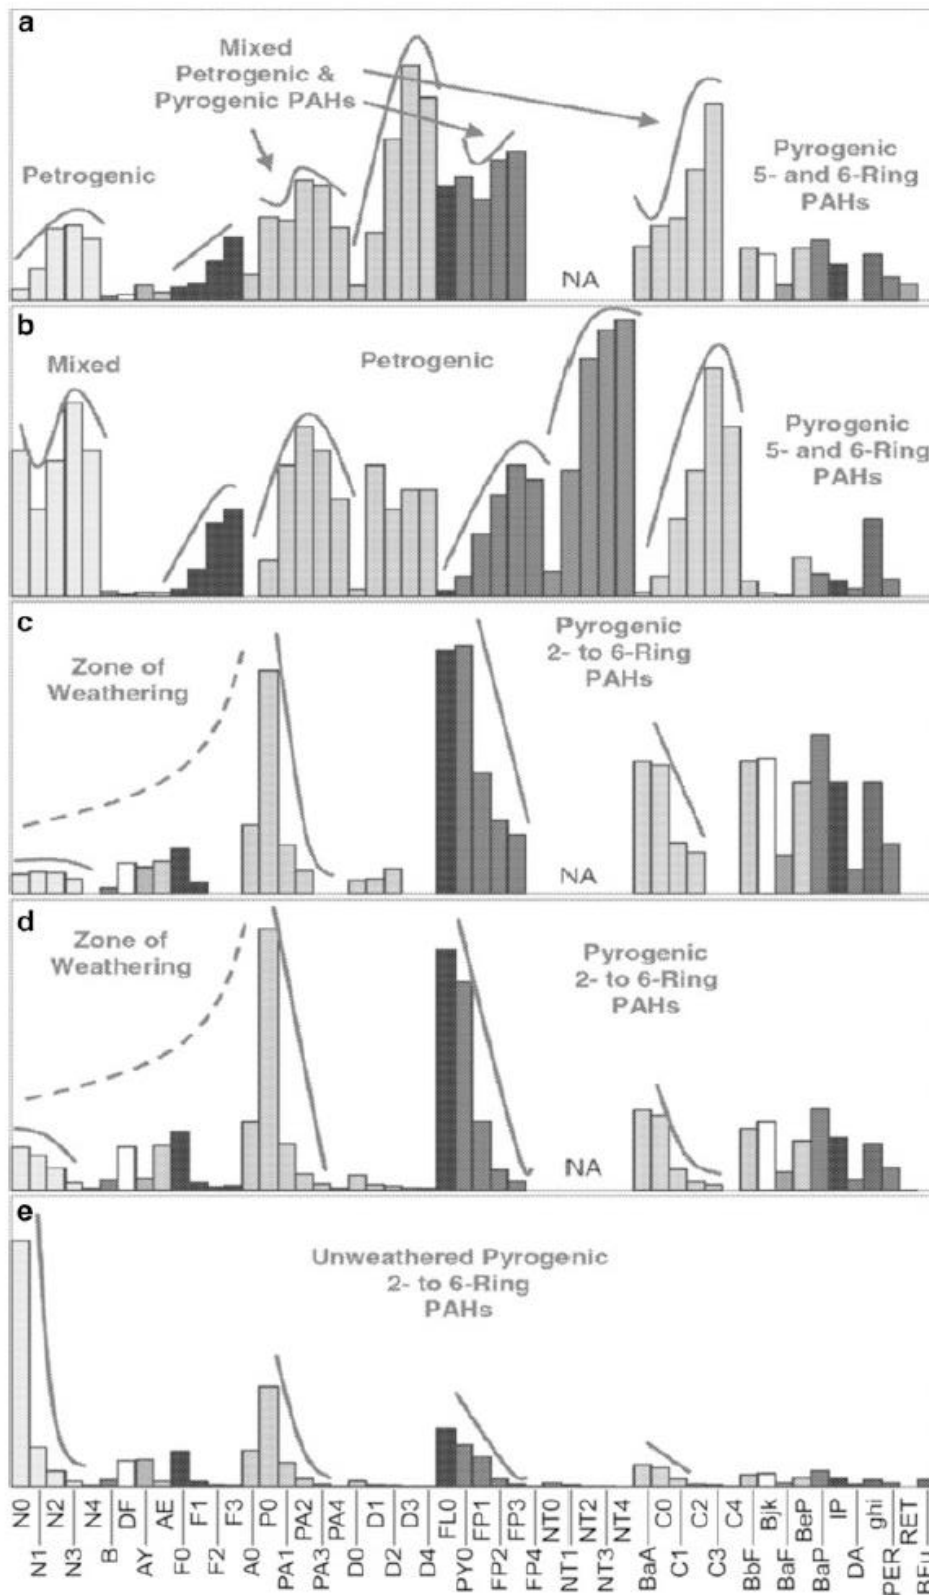 a
Mixed
Petrogenic &
Pyrogenic PAHs
Petrogenic
Pyrogenic
5- and 6-Ring
PAHs
NA
b
Mixed
Petrogenic
Pyrogenic
5- and 6-Ring
PAHs
c
Zone of
Weathering
Pyrogenic
2- to 6-Ring
PAHs
NA
d
Zone of
Weathering
Pyrogenic
2- to 6-Ring
PAHs
NA
e
Unweathered Pyrogenic
2- to 6-Ring
PAHs
N0
N1
N2
N3
N4
B
DF
AY
AE
F0
F1
F2
F3
A0
P0
PA1
PA2
PA3
PA4
D0
D1
D2
D3
D4
FL0
PY0
FP1
FP2
FP3
FP4
NT0
NT1
NT2
NT3
NT4
BaA
C0
C1
C2
C3
C4
BbF
Bjk
BaF
BeP
BaP
IP
DA
ghi
PER
RET